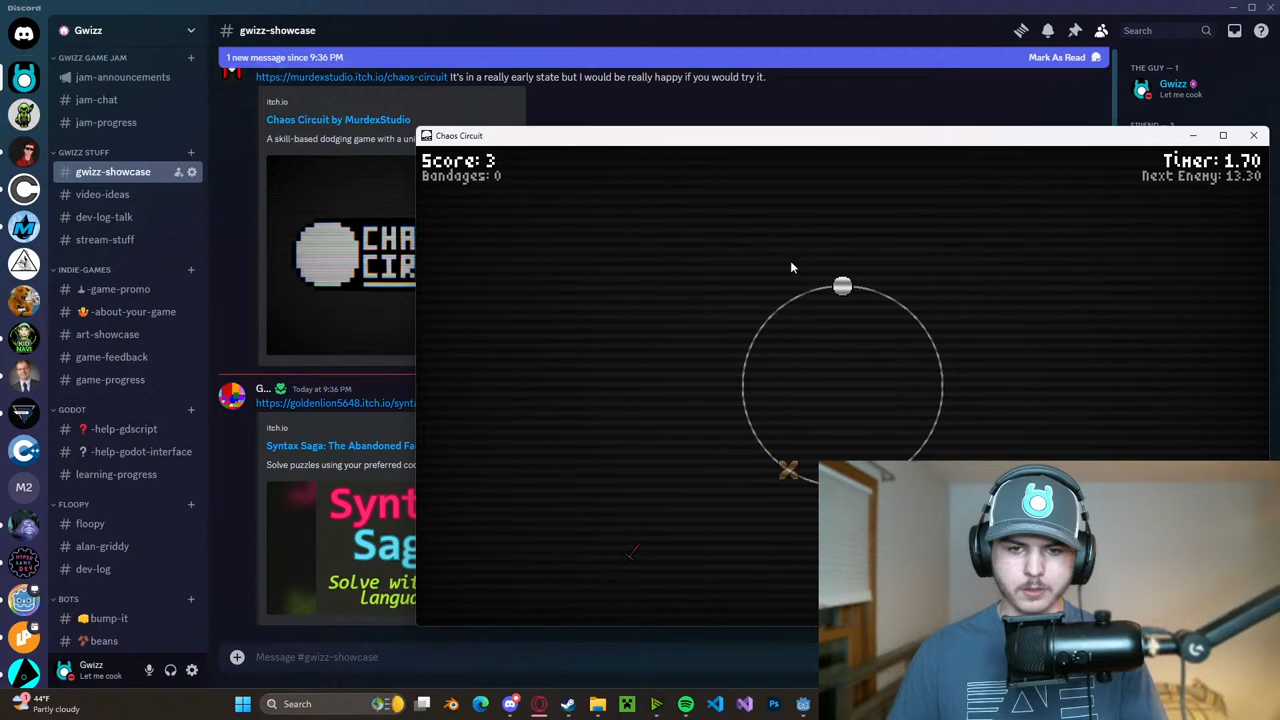 Discord
Gwizz
# gwizz-showcase
Search
1 new message since 9:36 PM
Mark As Read
GWIZZ GAME JAM
jam-announcements
# jam-chat
# jam-progress
GWIZZ STUFF
# gwizz-showcase
# video-ideas
# dev-log-talk
# stream-stuff
INDIE-GAMES
# -game-promo
# -about-your-game
# art-showcase
# game-feedback
# game-progress
GODOT
# ❓-help-gdscript
# ❔-help-godot-interface
# learning-progress
FLOOPY
# floopy
# alan-griddy
# dev-log
BOTS
# bump-it
# beans
Gwizz
Let me cook
M2
https://murdexstudio.itch.io/chaos-circuit It's in a really early state but I would be really happy if you would try it.
itch.io
Chaos Circuit by MurdexStudio
A skill-based dodging game with a uni
CHA
CIR
G... Today at 9:36 PM
https://goldenlion5648.itch.io/synta
itch.io
Syntax Saga: The Abandoned Fa
Solve puzzles using your preferred coc
Synt
Sag
Solve wit
langua
Message #gwizz-showcase
THE GUY — 1
Gwizz
Let me cook
Chaos Circuit
Score: 3
Bandages: 0
Timer: 1.70
Next Enemy: 13.30
44°F
Partly cloudy
Search